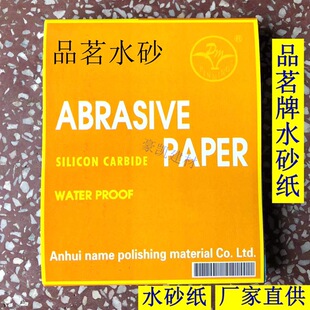 品茗水砂
ABRASIVE
SILICON CARBIDE PAPER
WATER PROOF
Anhui name polishing material Co. Ltd.
品茗牌水砂纸
水砂纸 厂家直供